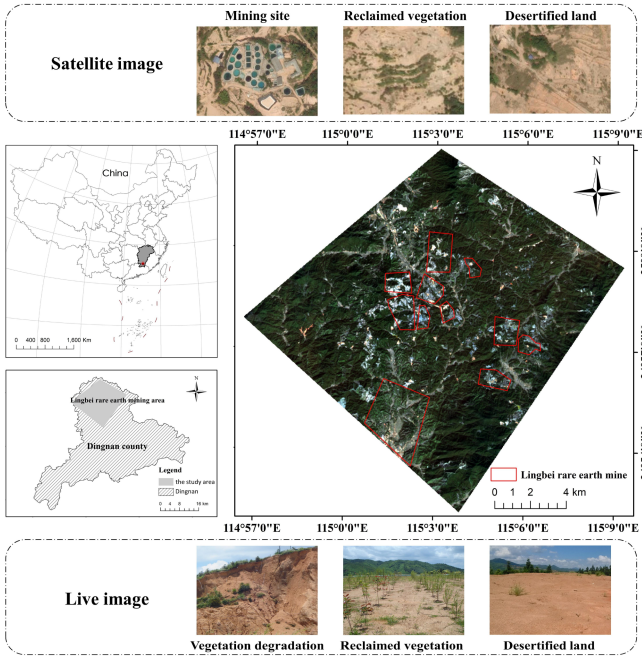 Mining site Reclaimed vegetation Desertified land
Satellite image
114°57'0"E 115°0'0"E 115°3'0"E 115°6'0"E 115°9'0"E
China
N
0 400 800 1,600 Km
N
Lingbei rare earth mining area
Dingnan county
Legend
the study area
Dingnan
0 4 8 16 km
Lingbei rare earth mine
0 1 2 4 km
114°57'0"E 115°0'0"E 115°3'0"E 115°6'0"E 115°9'0"E
Live image
Vegetation degradation Reclaimed vegetation Desertified land